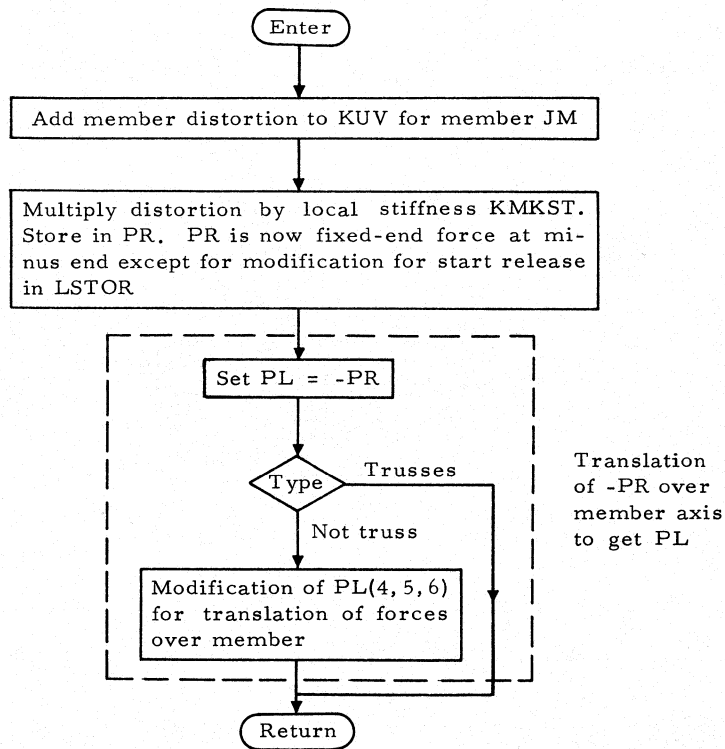 Enter
Add member distortion to KUV for member JM
Multiply distortion by local stiffness KMKST.
Store in PR. PR is now fixed-end force at mi-
nus end except for modification for start release
in LSTOR
Set PL = -PR
Type
Trusses
Not truss
Translation
of -PR over
member axis
to get PL
Modification of PL(4, 5, 6)
for translation of forces
over member
Return